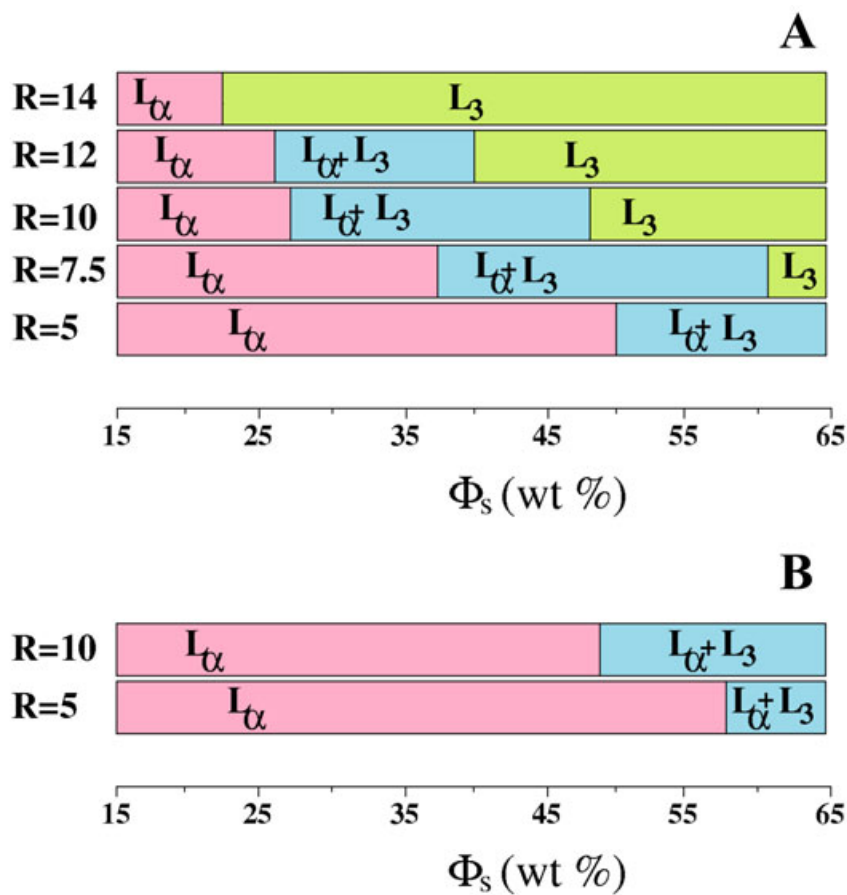 A
R=14 Lα L3
R=12 Lα Lα+L3
L3
R=10 Lα Lα+ L3 L3
R=7.5 Lα Lα+L3 L3
R=5 Lα Lα+ L3
15 25 35 45 55 65
Φs (wt %)
B
R=10 Lα Lα+L3
R=5 Lα Lα+L3
15 25 35 45 55 65
Φs (wt %)